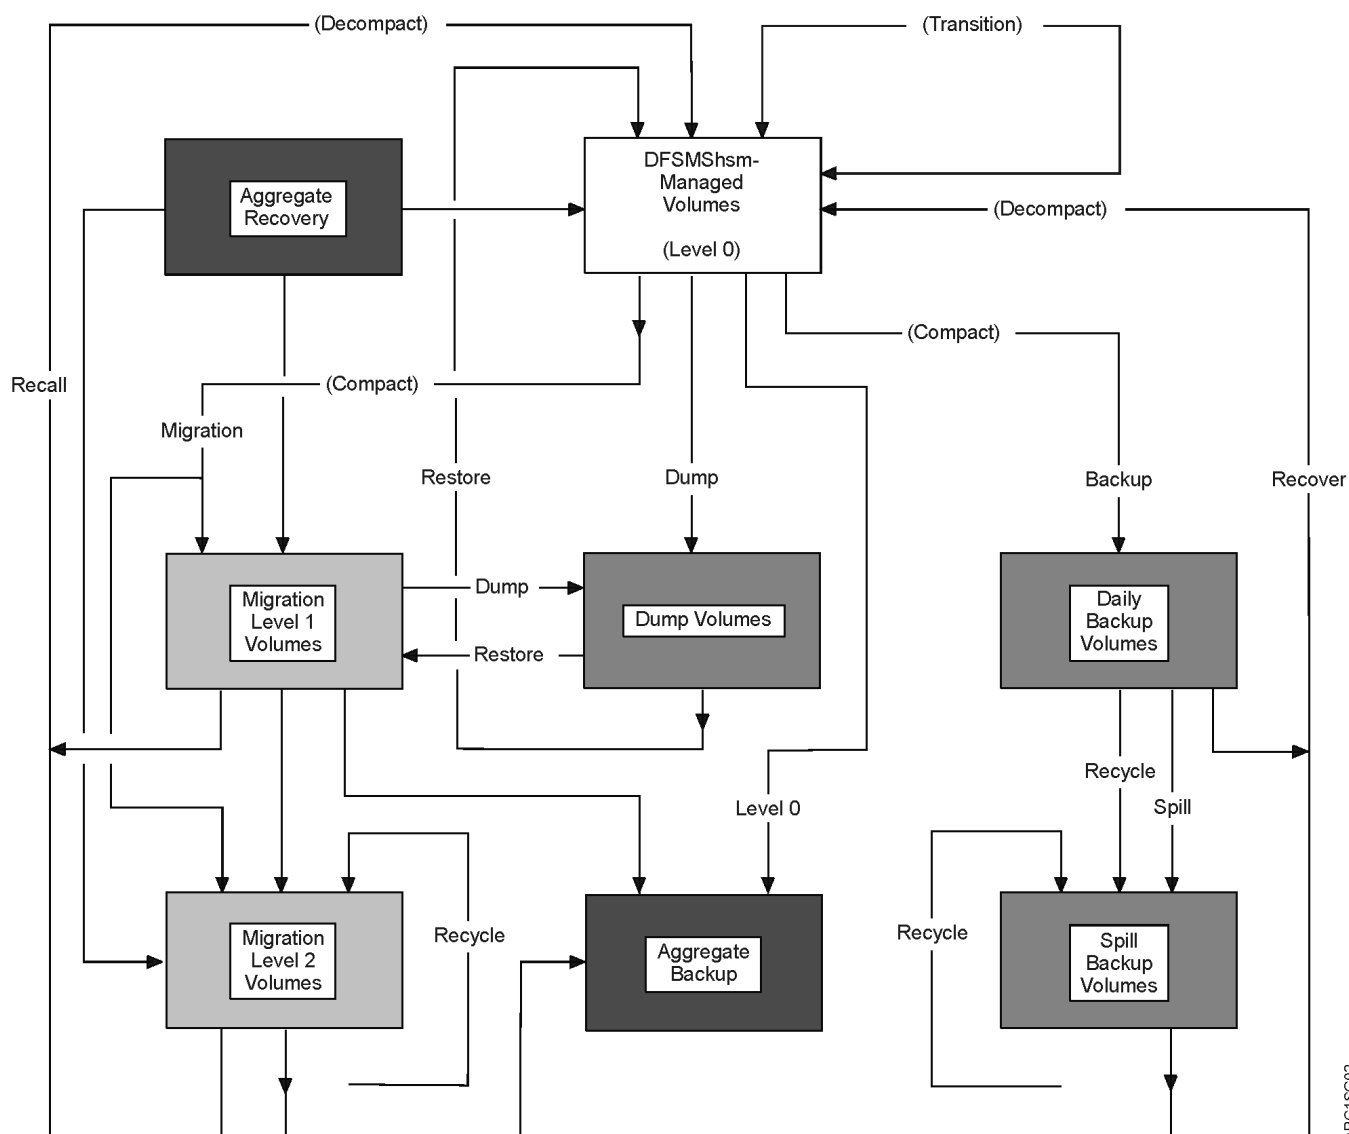 (Decompact)
(Transition)
DFSMShsm-
Managed
Volumes
(Level 0)
Aggregate
Recovery
(Decompact)
(Compact)
(Compact)
Recall
Migration
Restore
Dump
Backup
Recover
Migration
Level 1
Volumes
Dump
Restore
Dump Volumes
Daily
Backup
Volumes
Recycle
Spill
Level 0
Migration
Level 2
Volumes
Recycle
Aggregate
Backup
Recycle
Spill
Backup
Volumes